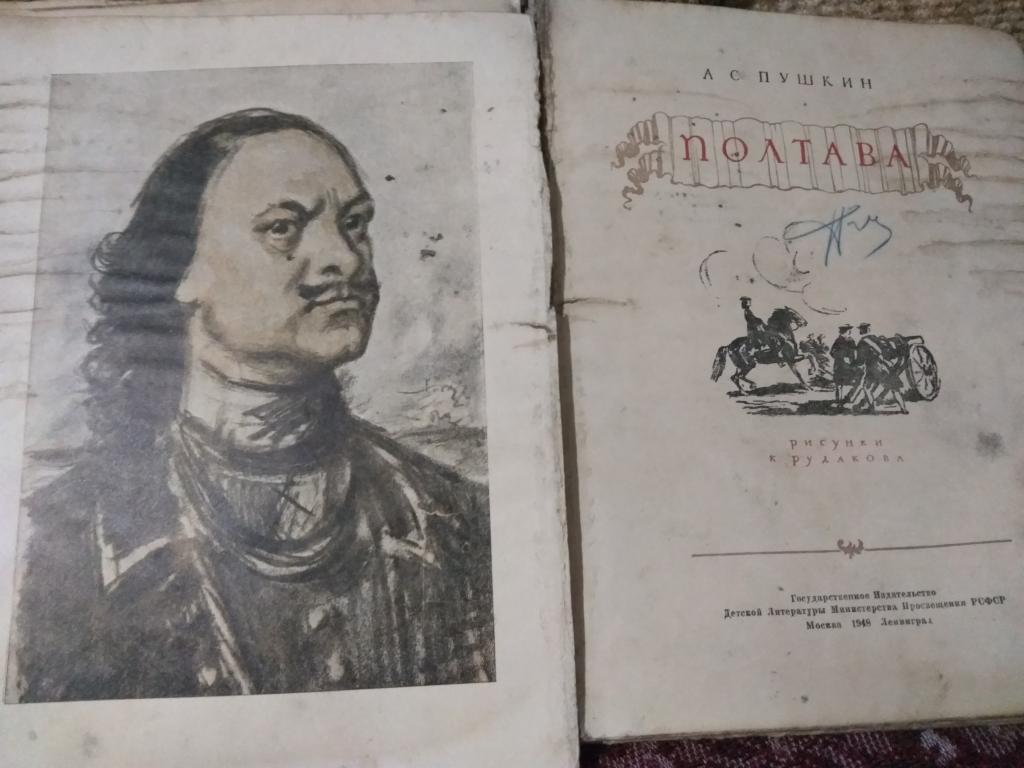 А С ПУШКИН
ПОЛТАВА
РИСУНКИ
К РУДАКОВА
Государственное Издательство
Детской Литературы Министерства Просвещения РСФСР
Москва 1948 Ленинград